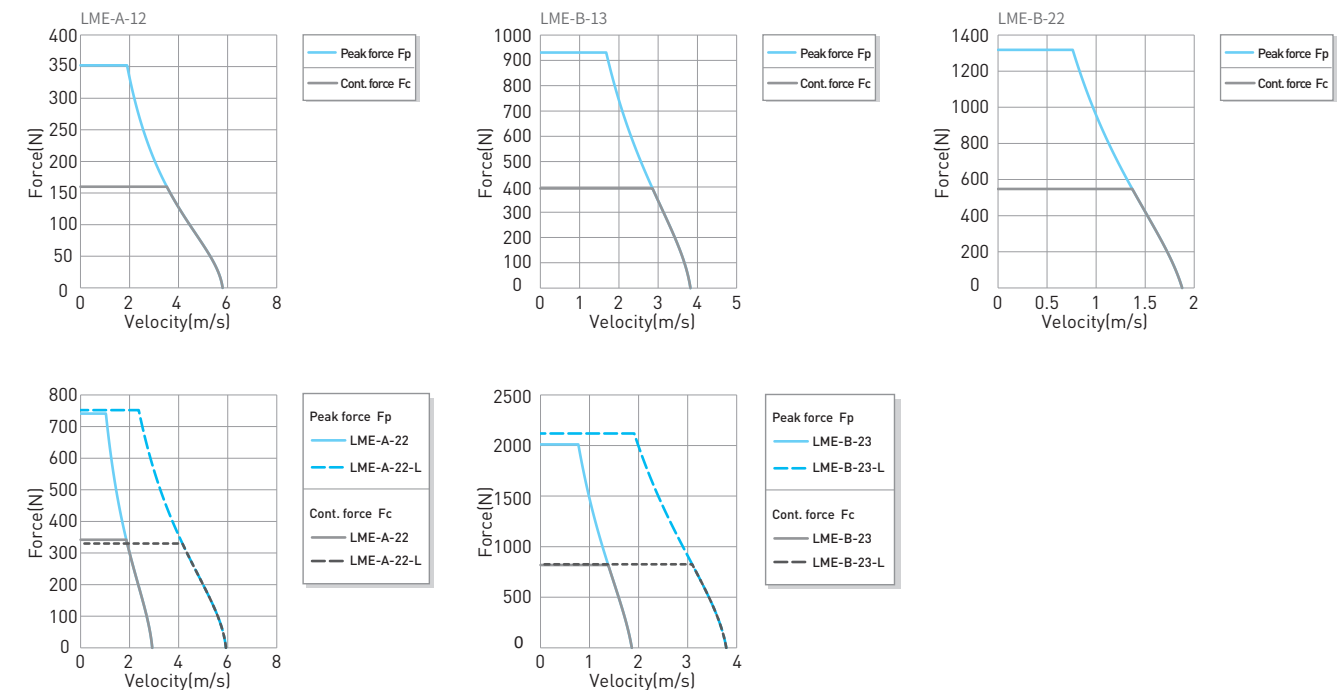 LME-A-12
400
350
300
250
200
150
100
50
0
Force(N)
0 2 4 6 8
Velocity(m/s)
Peak force Fp
Cont. force Fc
LME-B-13
1000
900
800
700
600
500
400
300
200
100
0
Force(N)
0 1 2 3 4 5
Velocity(m/s)
Peak force Fp
Cont. force Fc
LME-B-22
1400
1200
1000
800
600
400
200
0
Force(N)
0 0.5 1 1.5 2
Velocity(m/s)
Peak force Fp
Cont. force Fc
800
700
600
500
400
300
200
100
0
Force(N)
0 2 4 6 8
Velocity(m/s)
Peak force Fp
LME-A-22
LME-A-22-L
Cont. force Fc
LME-A-22
LME-A-22-L
2500
2000
1500
1000
500
0
Force(N)
0 1 2 3 4
Velocity(m/s)
Peak force Fp
LME-B-23
LME-B-23-L
Cont. force Fc
LME-B-23
LME-B-23-L